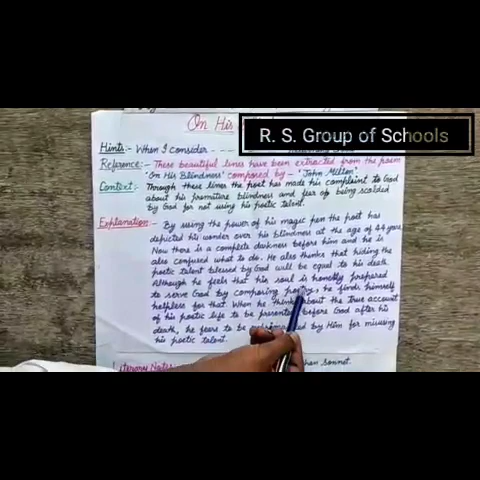 On His
R. S. Group of Schools
Hints:- When I consider - - -
Reference:- These beautiful lines have been extracted from the poem
'On His Blindness' composed by - 'John Milton'
Context:- Through these lines the poet has made his complaint to God
about his premiture blindness and fear of being scolded
by God for not using his poetic talent.
Explanation:- By using the power of his magic pen the poet has
depicted his wonder over his blindness at the age of 44 years
Now there is a complete darkness before him and he is
also confused what to do. He also thinks that hiding the
poetic talent blessed by God will be equal to his death
Although he feels that his soul is honestly prepared
to serve God by composing poetry, he finds himself
helpless for that. When he thinks about the true account
of his poetic life to be presented before God after his
death, he fears to be by Him for misusing
his poetic talent.
Literary Notes Sonnet.